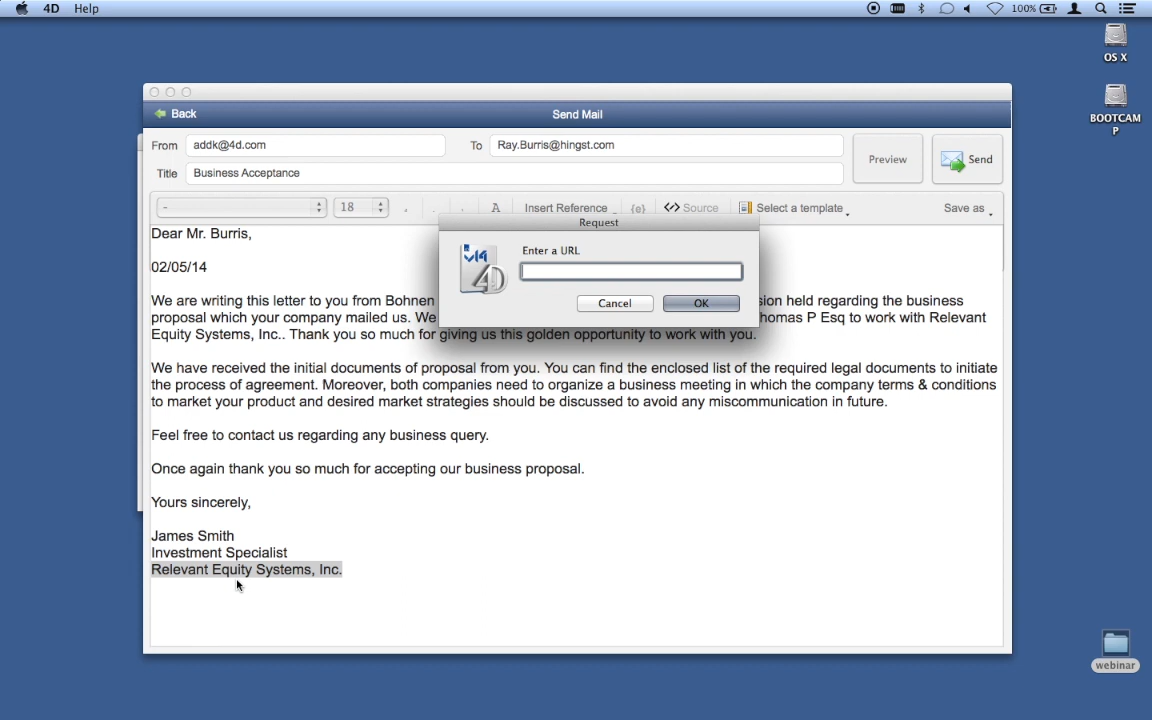 4D Help 100%
OS X
BOOTCAM
P
Back Send Mail
From addk@4d.com To Ray.Burris@hingst.com Preview Send
Title Business Acceptance
- 18 A Insert Reference {e} Source Select a template Save as
Request
V14
4D
Enter a URL
Cancel OK
Dear Mr. Burris,
02/05/14
We are writing this letter to you from Bohnen sion held regarding the business
proposal which your company mailed us. We homas P Esq to work with Relevant
Equity Systems, Inc.. Thank you so much for giving us this golden opportunity to work with you.
We have received the initial documents of proposal from you. You can find the enclosed list of the required legal documents to initiate
the process of agreement. Moreover, both companies need to organize a business meeting in which the company terms & conditions
to market your product and desired market strategies should be discussed to avoid any miscommunication in future.
Feel free to contact us regarding any business query.
Once again thank you so much for accepting our business proposal.
Yours sincerely,
James Smith
Investment Specialist
Relevant Equity Systems, Inc.
webinar